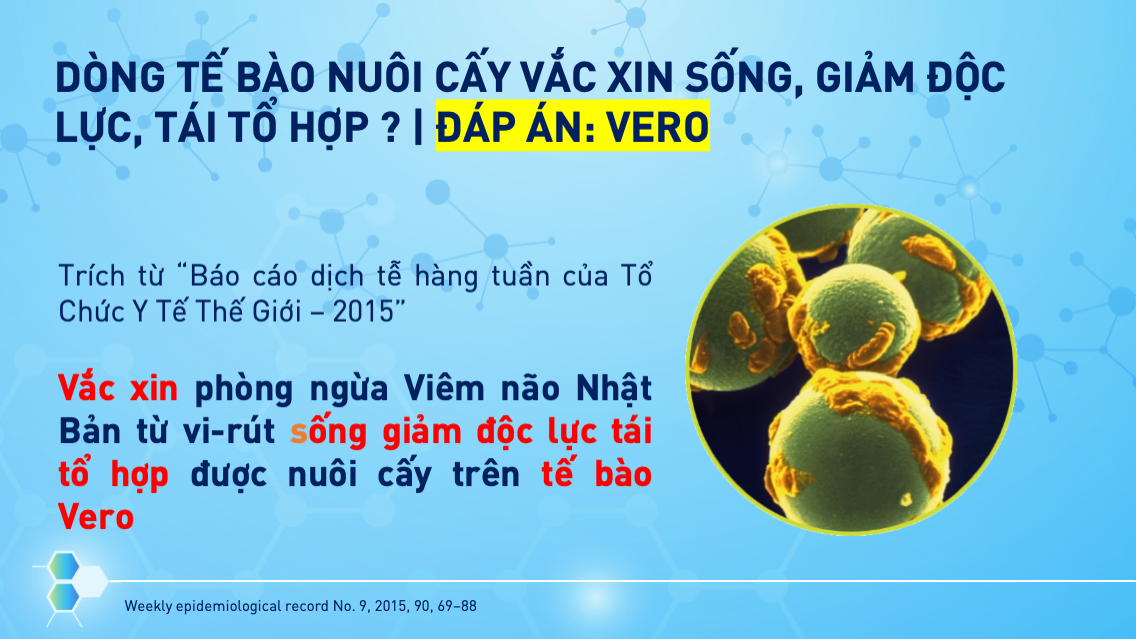 DÒNG TẾ BÀO NUÔI CẤY VẮC XIN SỐNG, GIẢM ĐỘC
LỰC, TÁI TỔ HỢP ? | ĐÁP ÁN: VERO
Trích từ “Báo cáo dịch tễ hàng tuần của Tổ
Chức Y Tế Thế Giới – 2015”
Vắc xin phòng ngừa Viêm não Nhật
Bản từ vi-rút sống giảm độc lực tái
tổ hợp được nuôi cấy trên tế bào
Vero
Weekly epidemiological record No. 9, 2015, 90, 69–88